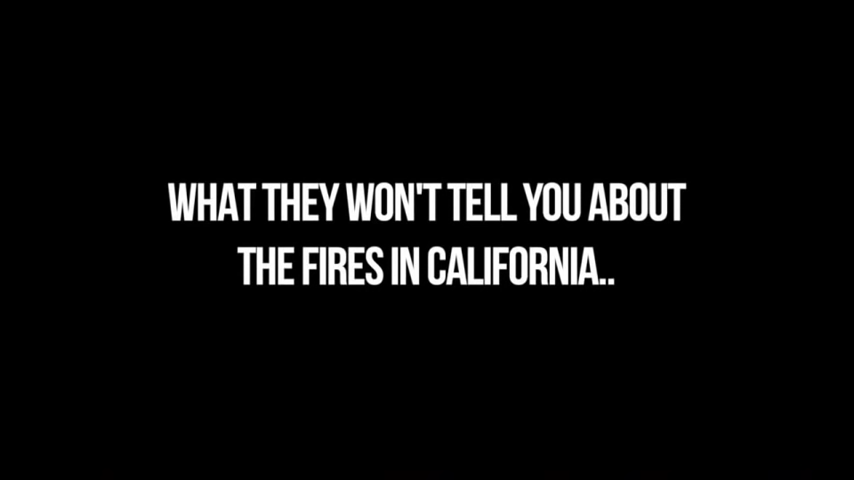 WHAT THEY WON'T TELL YOU ABOUT
THE FIRES IN CALIFORNIA..